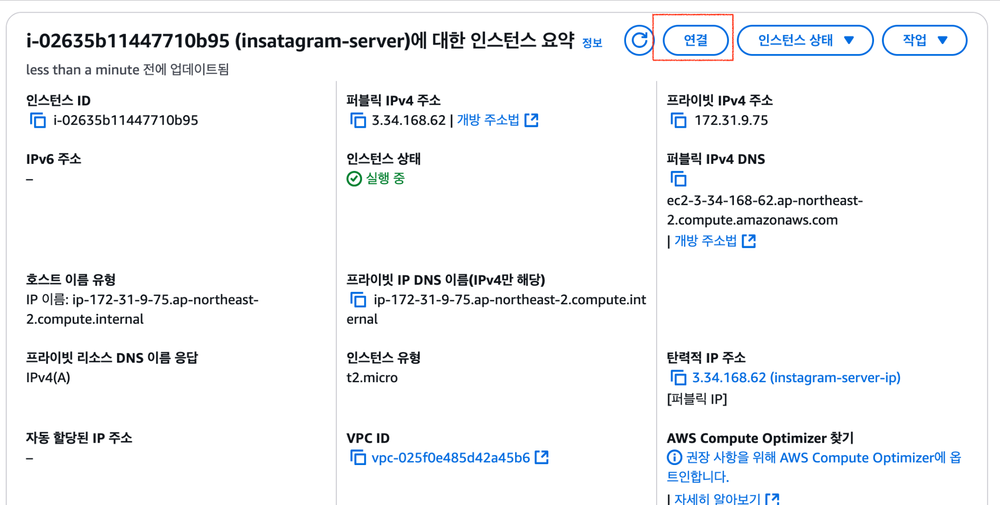 i-02635b11447710b95 (insatagram-server)에 대한 인스턴스 요약 정보
연결
인스턴스 상태
작업
less than a minute 전에 업데이트됨
인스턴스 ID
i-02635b11447710b95
퍼블릭 IPv4 주소
3.34.168.62 | 개방 주소법
프라이빗 IPv4 주소
172.31.9.75
IPv6 주소
–
인스턴스 상태
실행 중
퍼블릭 IPv4 DNS
ec2-3-34-168-62.ap-northeast-
2.compute.amazonaws.com
| 개방 주소법
호스트 이름 유형
IP 이름: ip-172-31-9-75.ap-northeast-
2.compute.internal
프라이빗 IP DNS 이름(IPv4만 해당)
ip-172-31-9-75.ap-northeast-2.compute.int
ernal
프라이빗 리소스 DNS 이름 응답
IPv4(A)
인스턴스 유형
t2.micro
탄력적 IP 주소
3.34.168.62 (instagram-server-ip)
[퍼블릭 IP]
자동 할당된 IP 주소
–
VPC ID
vpc-025f0e485d42a45b6
AWS Compute Optimizer 찾기
권장 사항을 위해 AWS Compute Optimizer에 옵
트인합니다.
| 자세히 알아보기